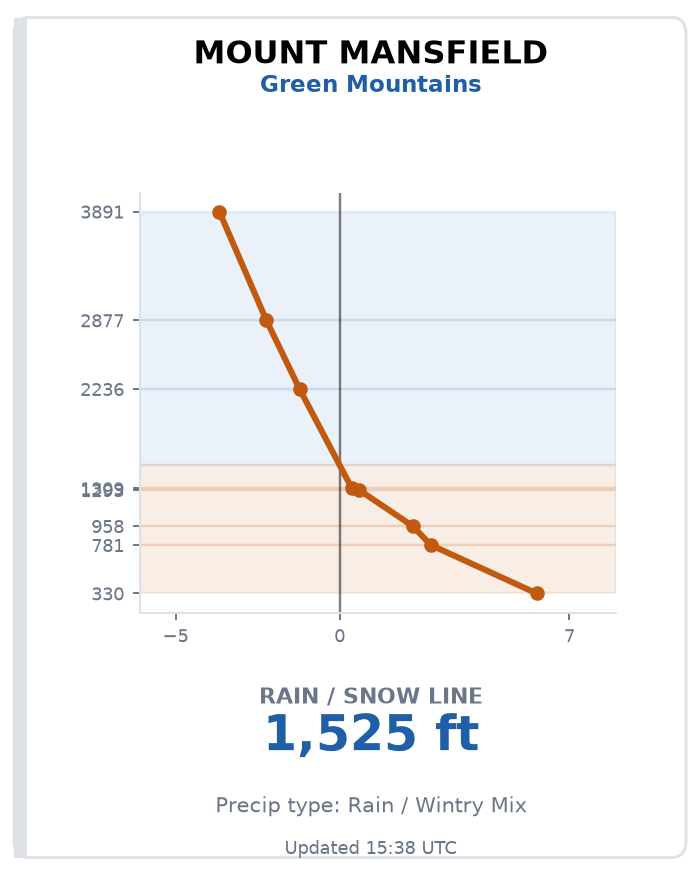 MOUNT MANSFIELD
Green Mountains
3891
2877
2236
958
781
330
−5 0 7
RAIN / SNOW LINE
1,525 ft
Precip type: Rain / Wintry Mix
Updated 15:38 UTC